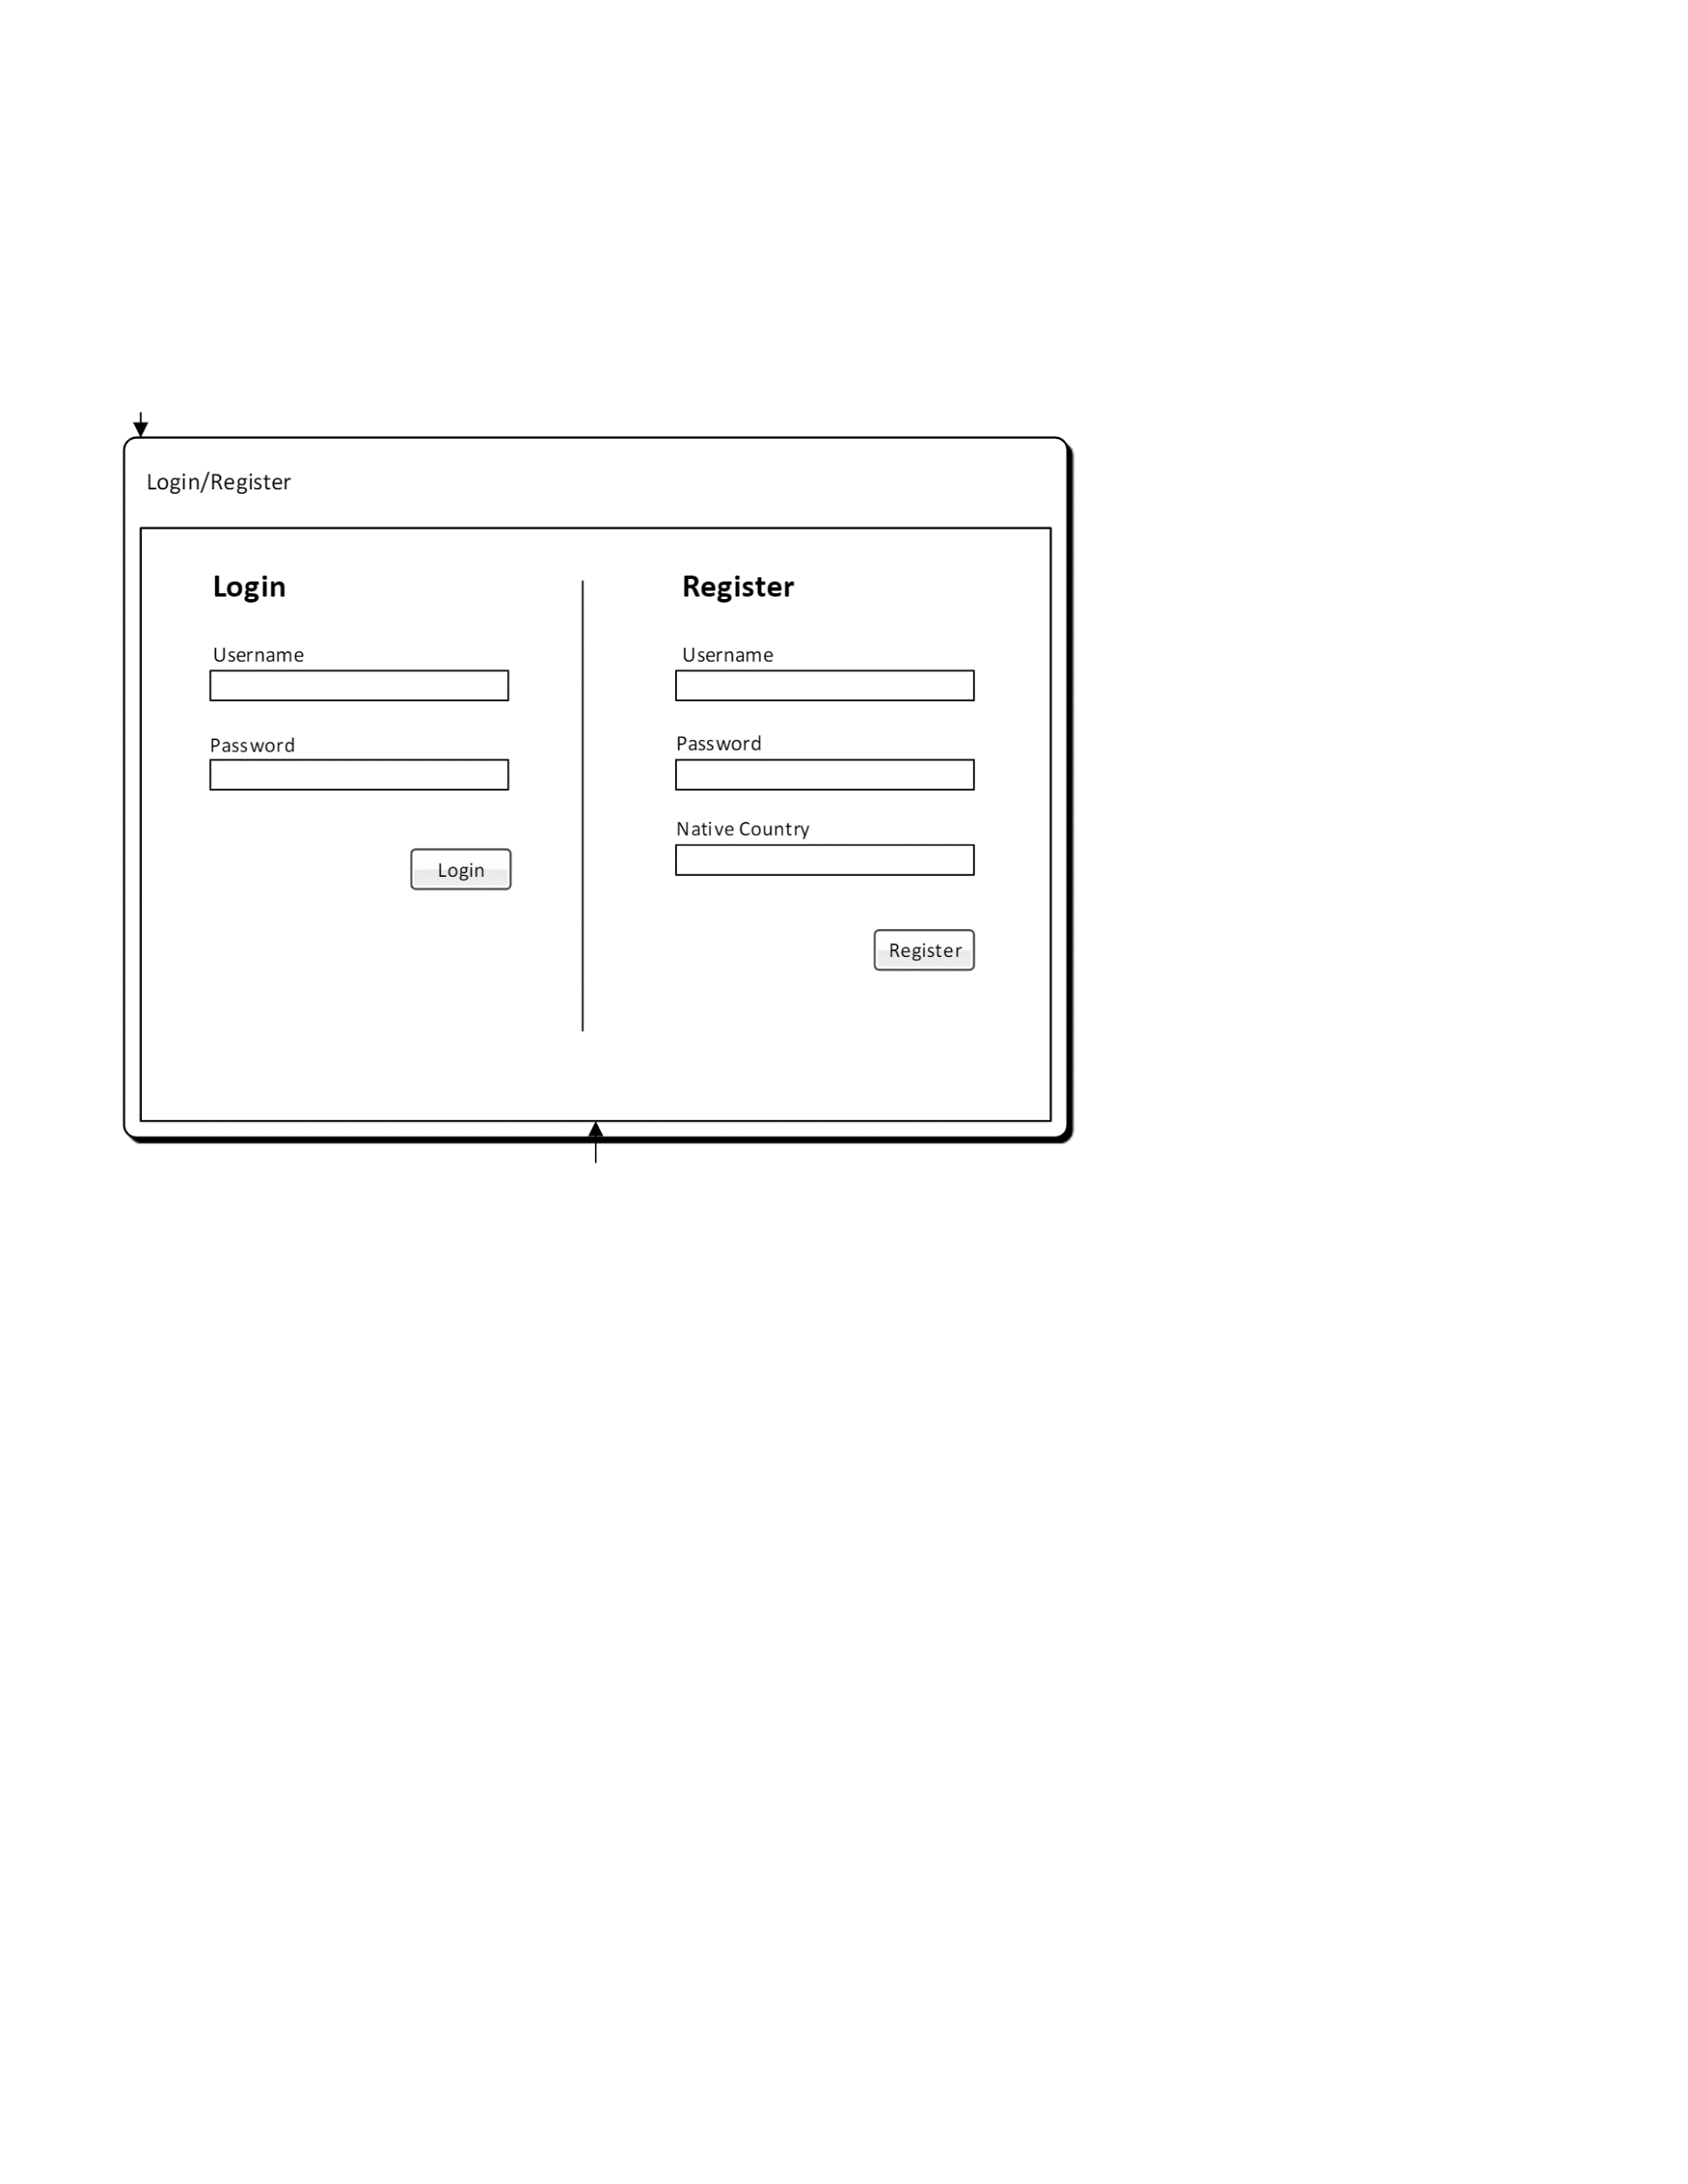 Login/Register
Login
Username
Password
Login
Register
Username
Password
Native Country
Register